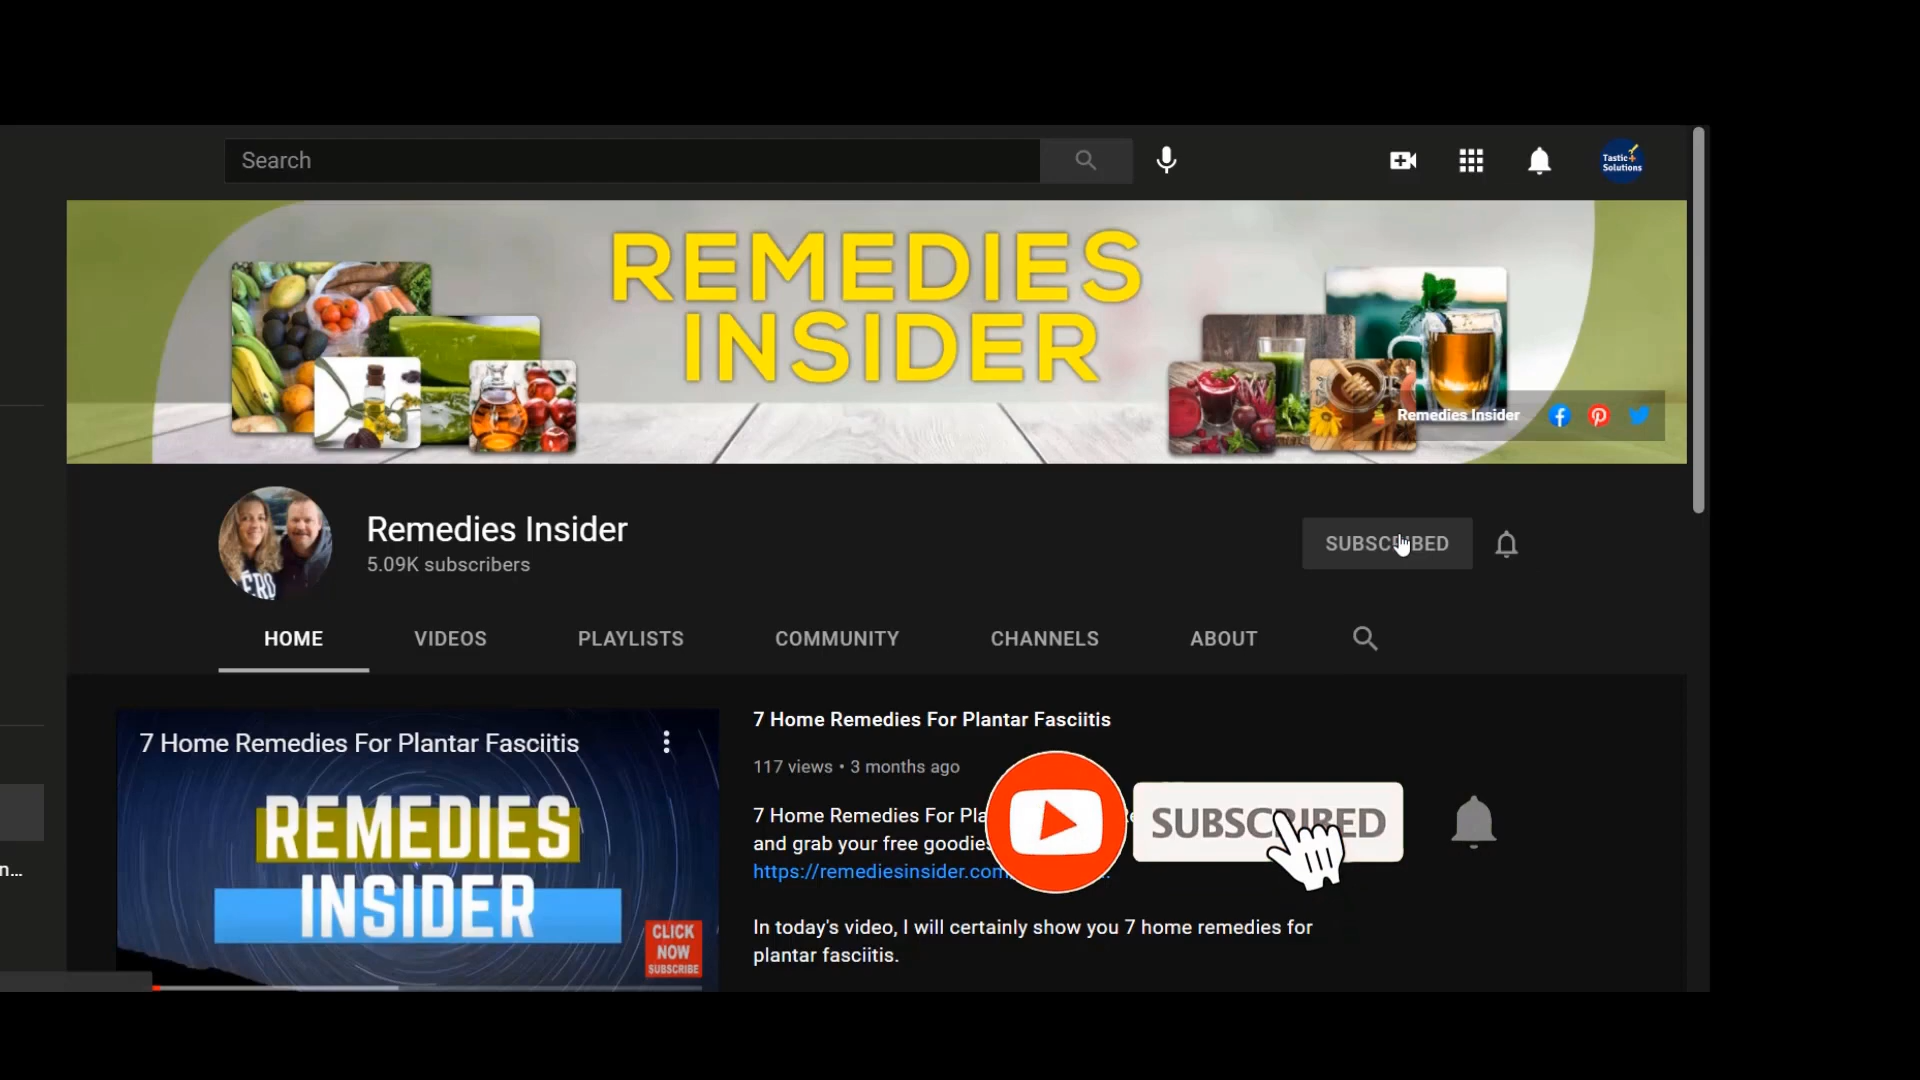 Search
Tastic+
Solutions
REMEDIES
INSIDER
Remedies Insider
Remedies Insider
5.09K subscribers
SUBSCRIBED
HOME VIDEOS PLAYLISTS COMMUNITY CHANNELS ABOUT
7 Home Remedies For Plantar Fasciitis
REMEDIES
INSIDER
CLICK
NOW
SUBSCRIBE
7 Home Remedies For Plantar Fasciitis
117 views • 3 months ago
7 Home Remedies For Pla
and grab your free goodies
https://remediesinsider.com
In today's video, I will certainly show you 7 home remedies for
plantar fasciitis.
SUBSCRIBED
n...